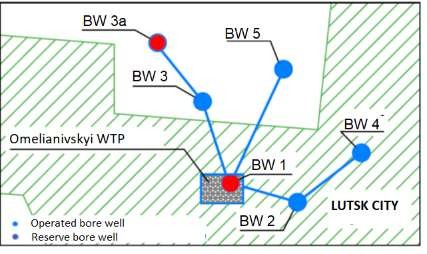 BW 3a
BW 5
BW 3
BW 4
Omelianivskyi WTP
BW 1
LUTSK CITY
BW 2
Operated bore well
Reserve bore well